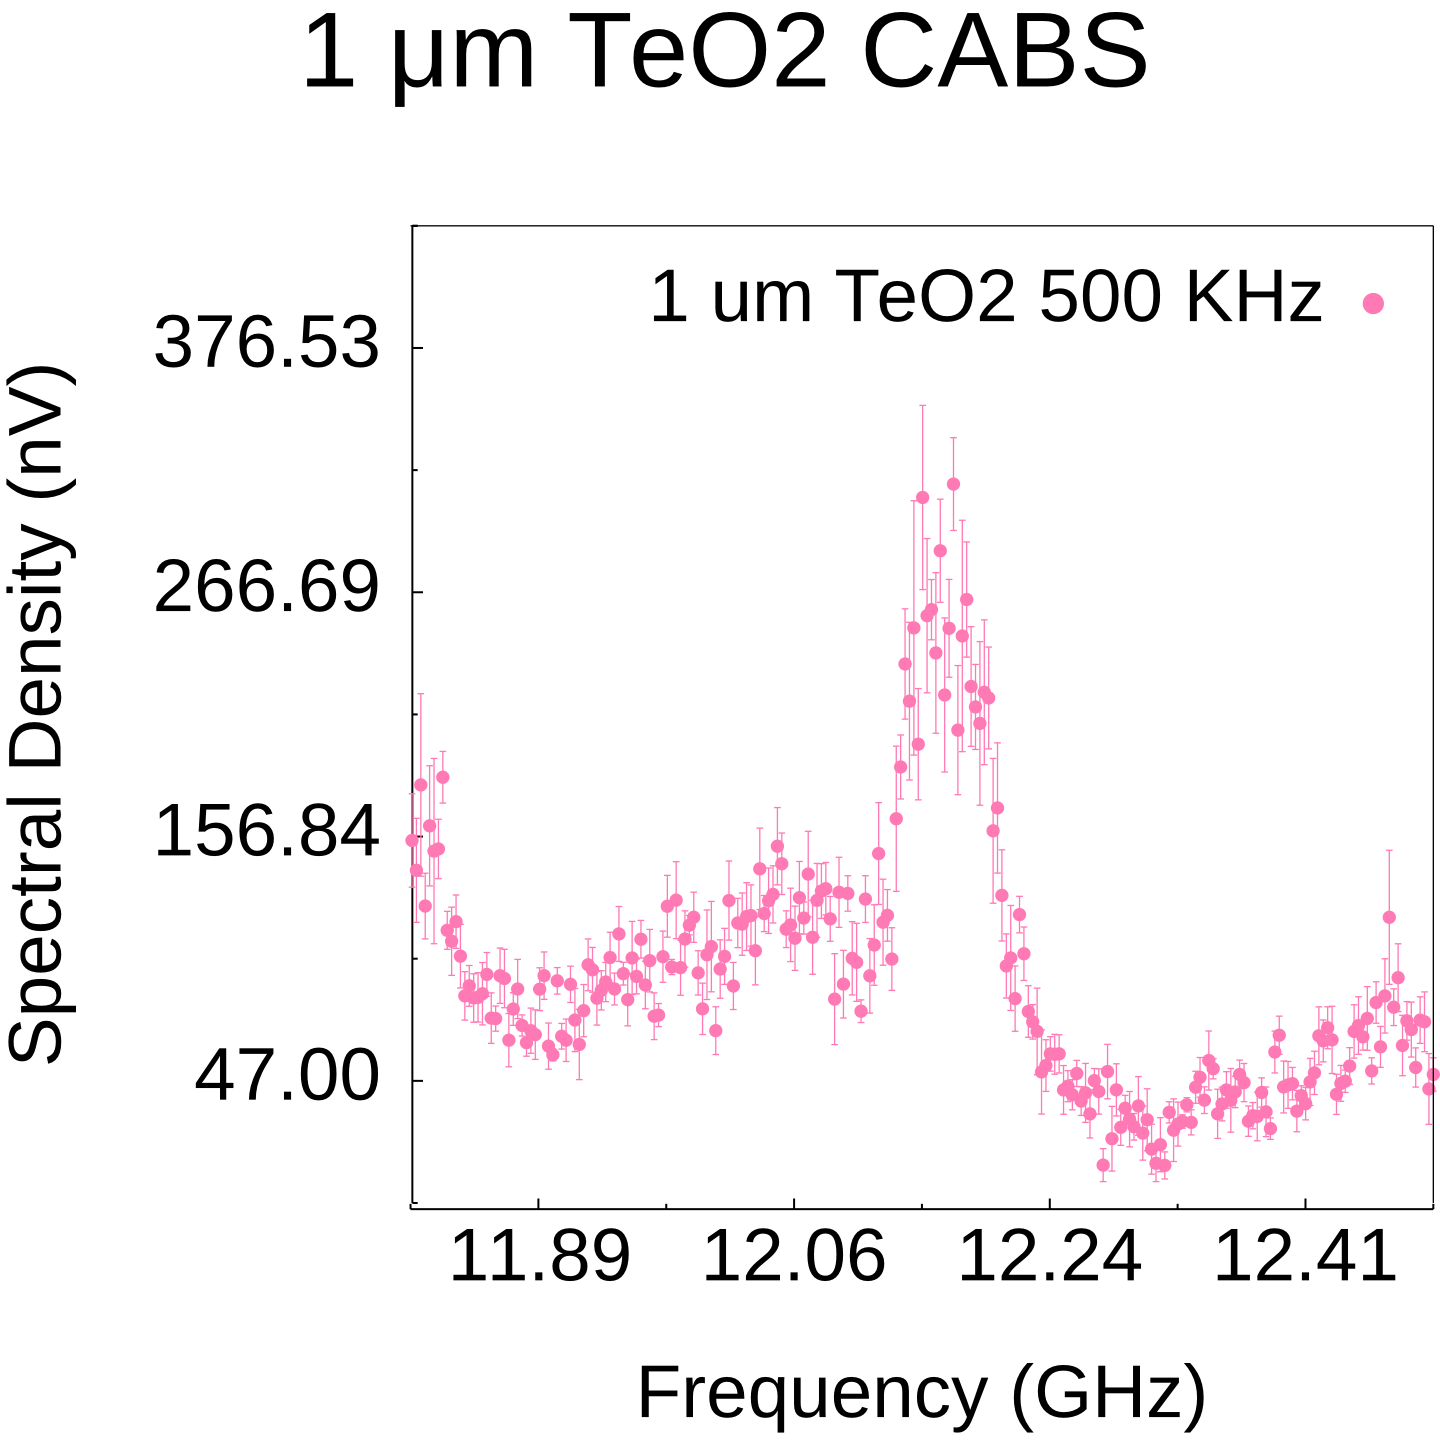 1 μm TeO2 CABS
1 um TeO2 500 KHz
376.53
266.69
156.84
47.00
Spectral Density (nV)
11.89 12.06 12.24 12.41
Frequency (GHz)